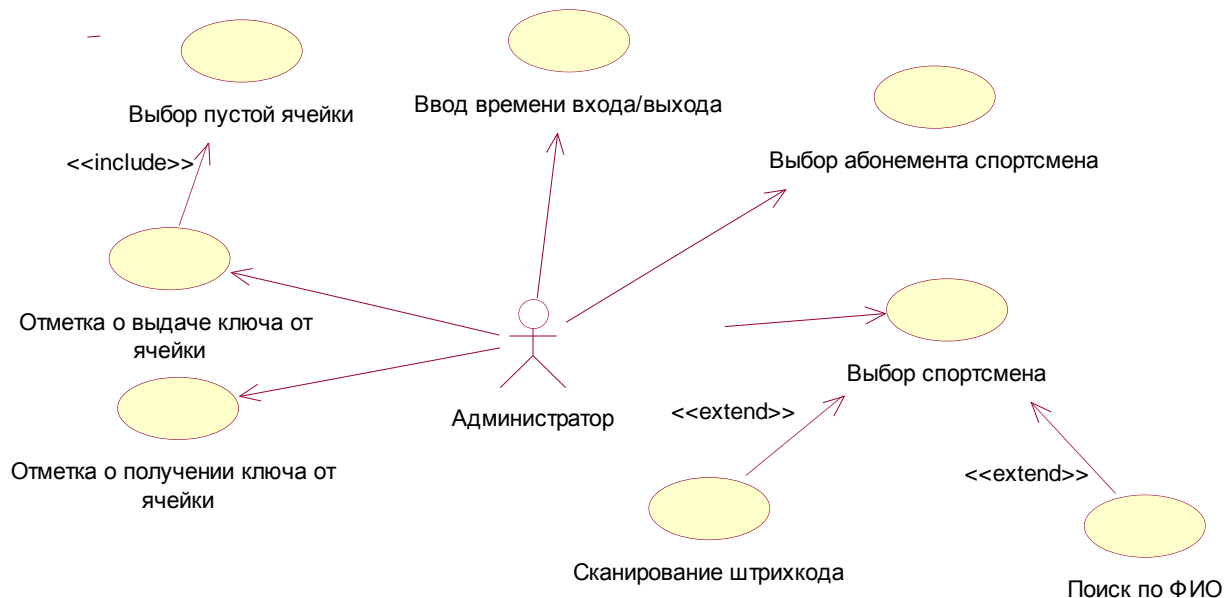 Выбор пустой ячейки
Ввод времени входа/выхода
Выбор абонемента спортсмена
<<include>>
Отметка о выдаче ключа от
ячейки
Выбор спортсмена
Администратор
<<extend>>
Отметка о получении ключа от
ячейки
<<extend>>
Сканирование штрихкода
Поиск по ФИО